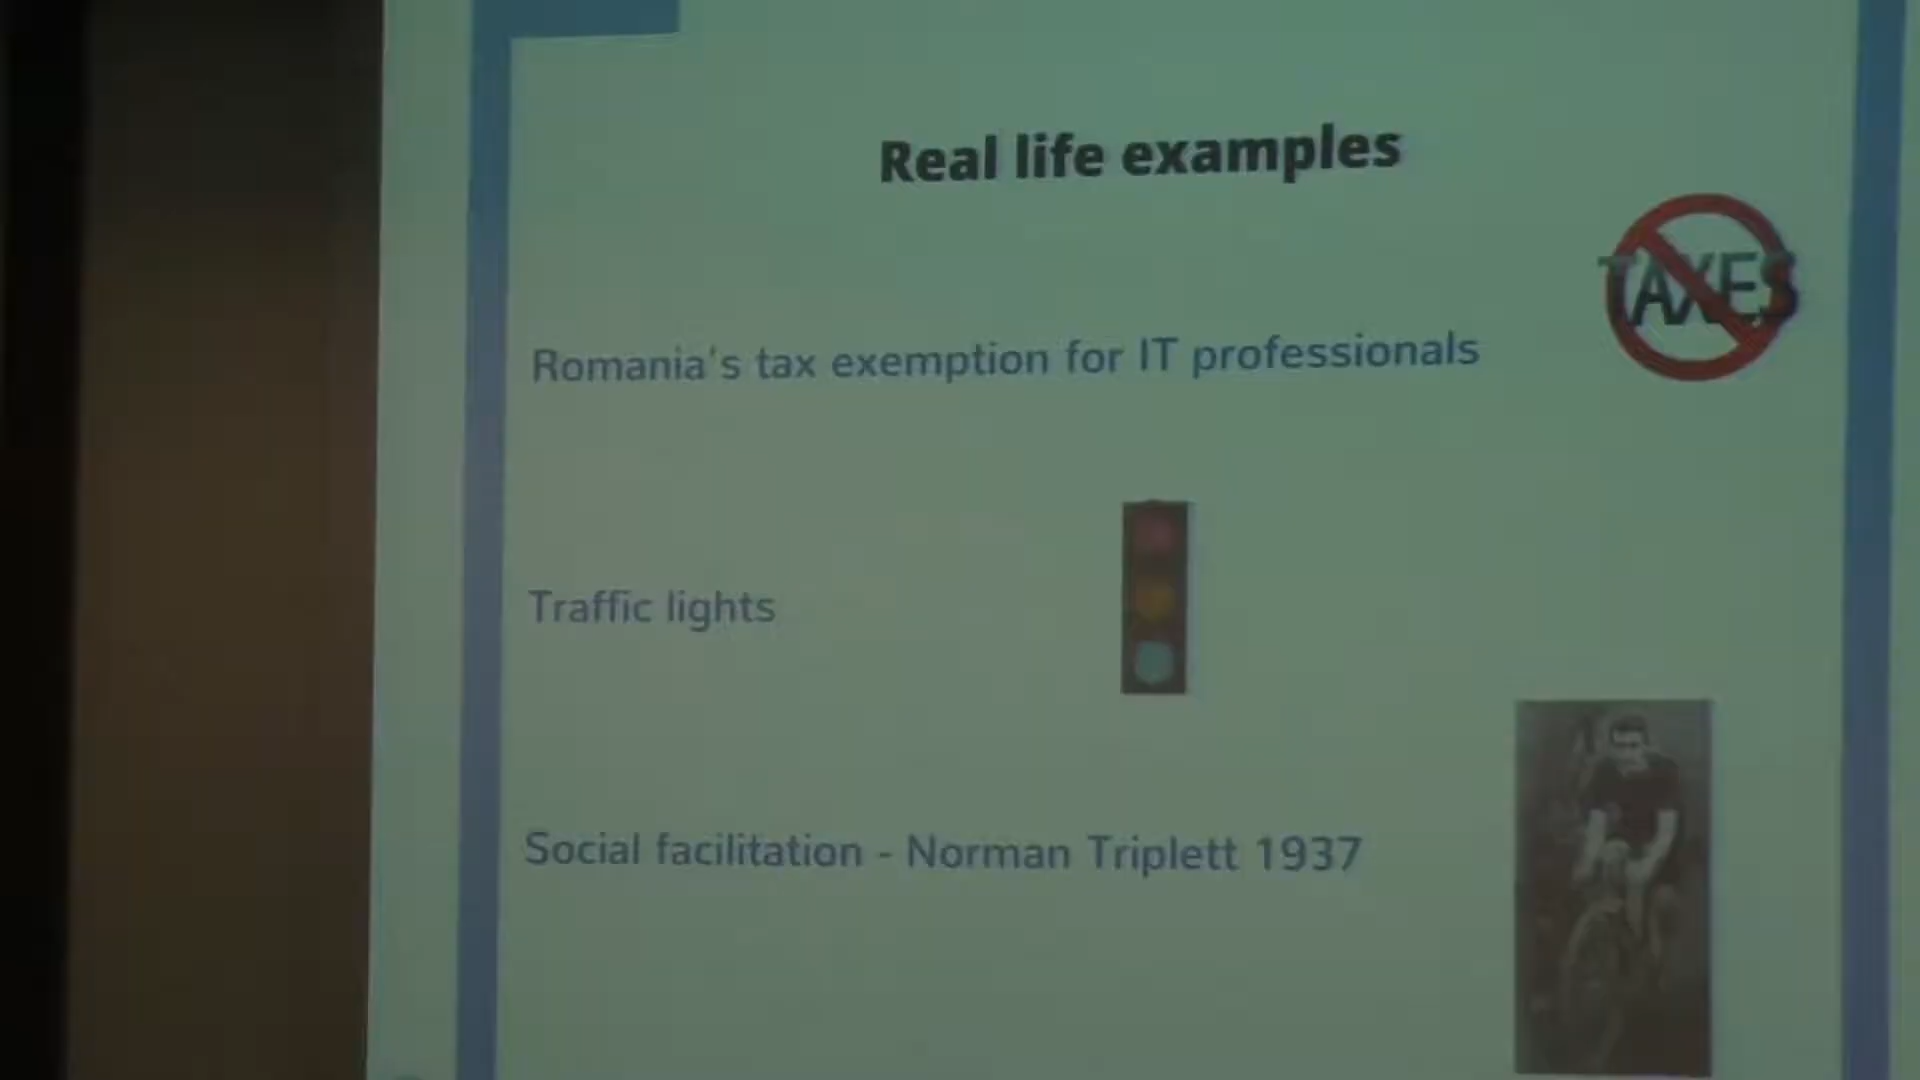 Real life examples
TAXES
Romania's tax exemption for IT professionals
Traffic lights
Social facilitation - Norman Triplett 1937